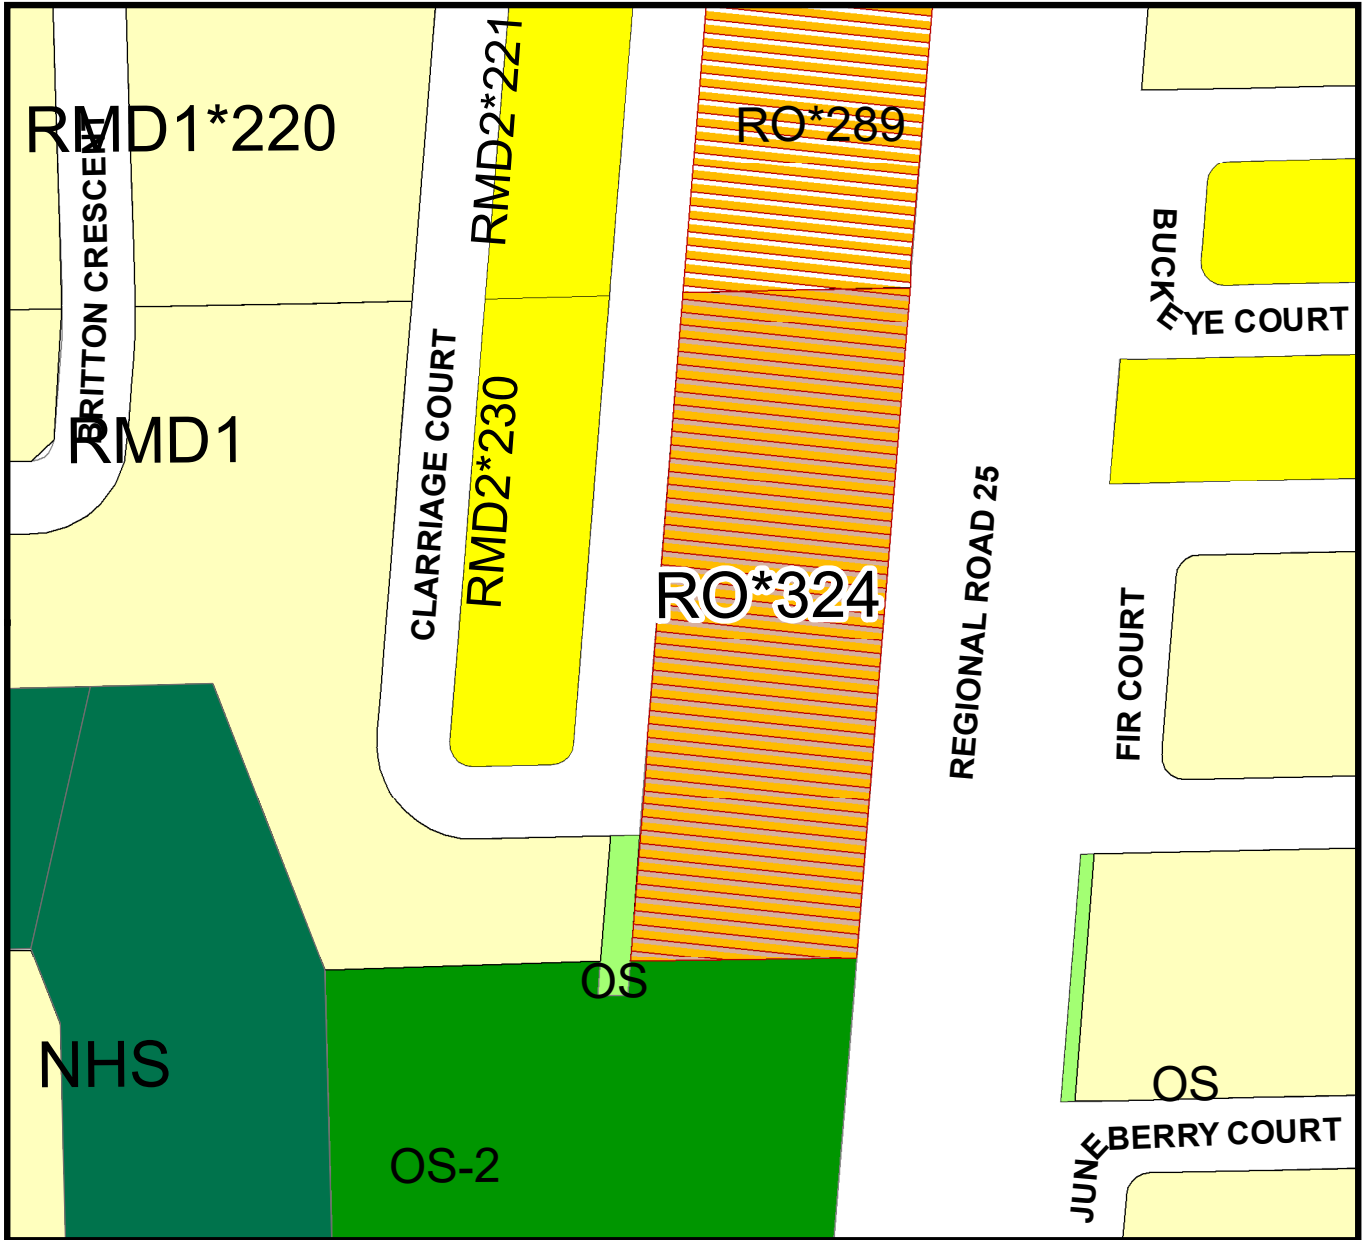 RMD1*220
BRITTON CRESCENT
RMD2*221
RO*289
BUCKEYE COURT
RMD1
CLARRIAGE COURT
RMD2*230
RO*324
REGIONAL ROAD 25
FIR COURT
OS
NHS
OS-2
OS
JUNEBERRY COURT